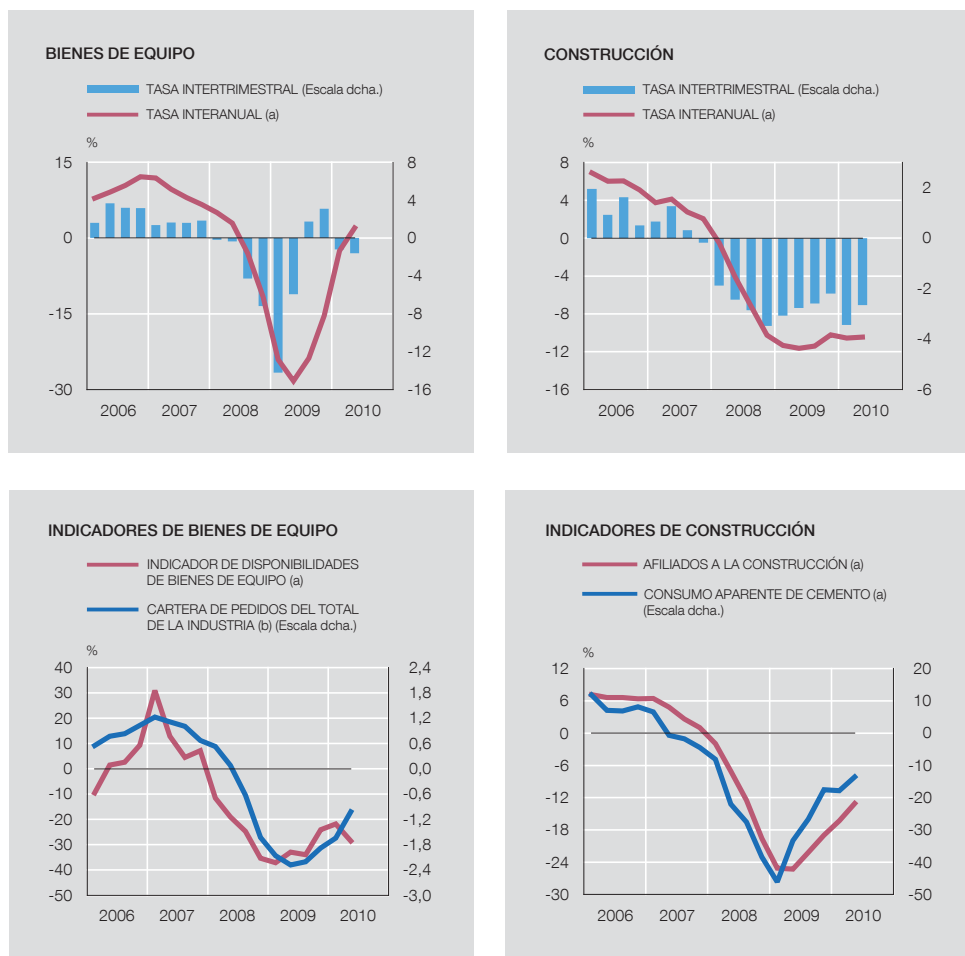 BIENES DE EQUIPO
TASA INTERTRIMESTRAL (Escala dcha.)
TASA INTERANUAL (a)
%
15 8
4
0 0
-4
-15 -8
-12
-30 -16
2006 2007 2008 2009 2010
CONSTRUCCIÓN
TASA INTERTRIMESTRAL (Escala dcha.)
TASA INTERANUAL (a)
%
8
4 2
0 0
-4 -2
-8
-12 -4
-16 -6
2006 2007 2008 2009 2010
INDICADORES DE BIENES DE EQUIPO
INDICADOR DE DISPONIBILIDADES
DE BIENES DE EQUIPO (a)
CARTERA DE PEDIDOS DEL TOTAL
DE LA INDUSTRIA (b) (Escala dcha.)
%
40 2,4
30 1,8
20 1,2
10 0,6
0 0,0
-10 -0,6
-20 -1,2
-30 -1,8
-40 -2,4
-50 -3,0
2006 2007 2008 2009 2010
INDICADORES DE CONSTRUCCIÓN
AFILIADOS A LA CONSTRUCCIÓN (a)
CONSUMO APARENTE DE CEMENTO (a)
(Escala dcha.)
%
12 20
6 10
0 0
-6 -10
-12 -20
-18 -30
-24 -40
-30 -50
2006 2007 2008 2009 2010